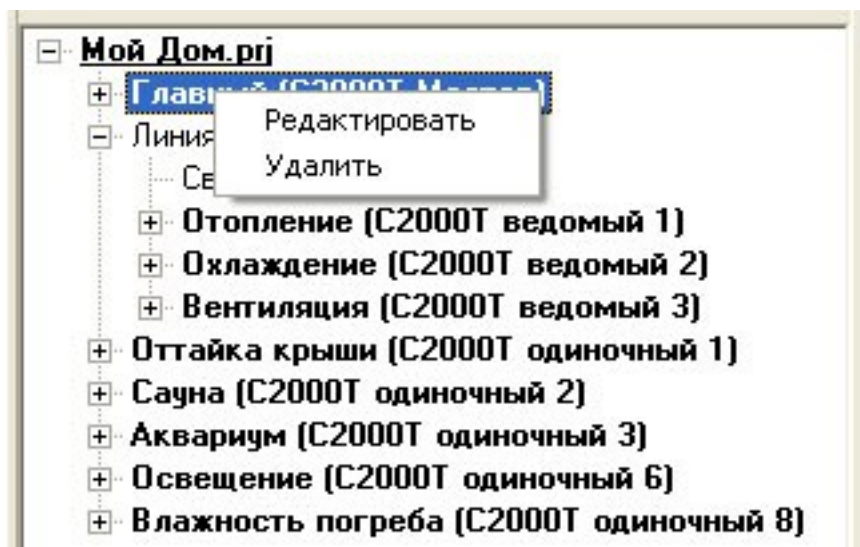 Мой Дом.prj
Редактировать
Линия
Удалить
Отопление (С2000Т ведомый 1)
Охлаждение (С2000Т ведомый 2)
Вентиляция (С2000Т ведомый 3)
Оттайка крыши (С2000Т одиночный 1)
Сауна (С2000Т одиночный 2)
Аквариум (С2000Т одиночный 3)
Освещение (С2000Т одиночный 6)
Влажность погреба (С2000Т одиночный 8)